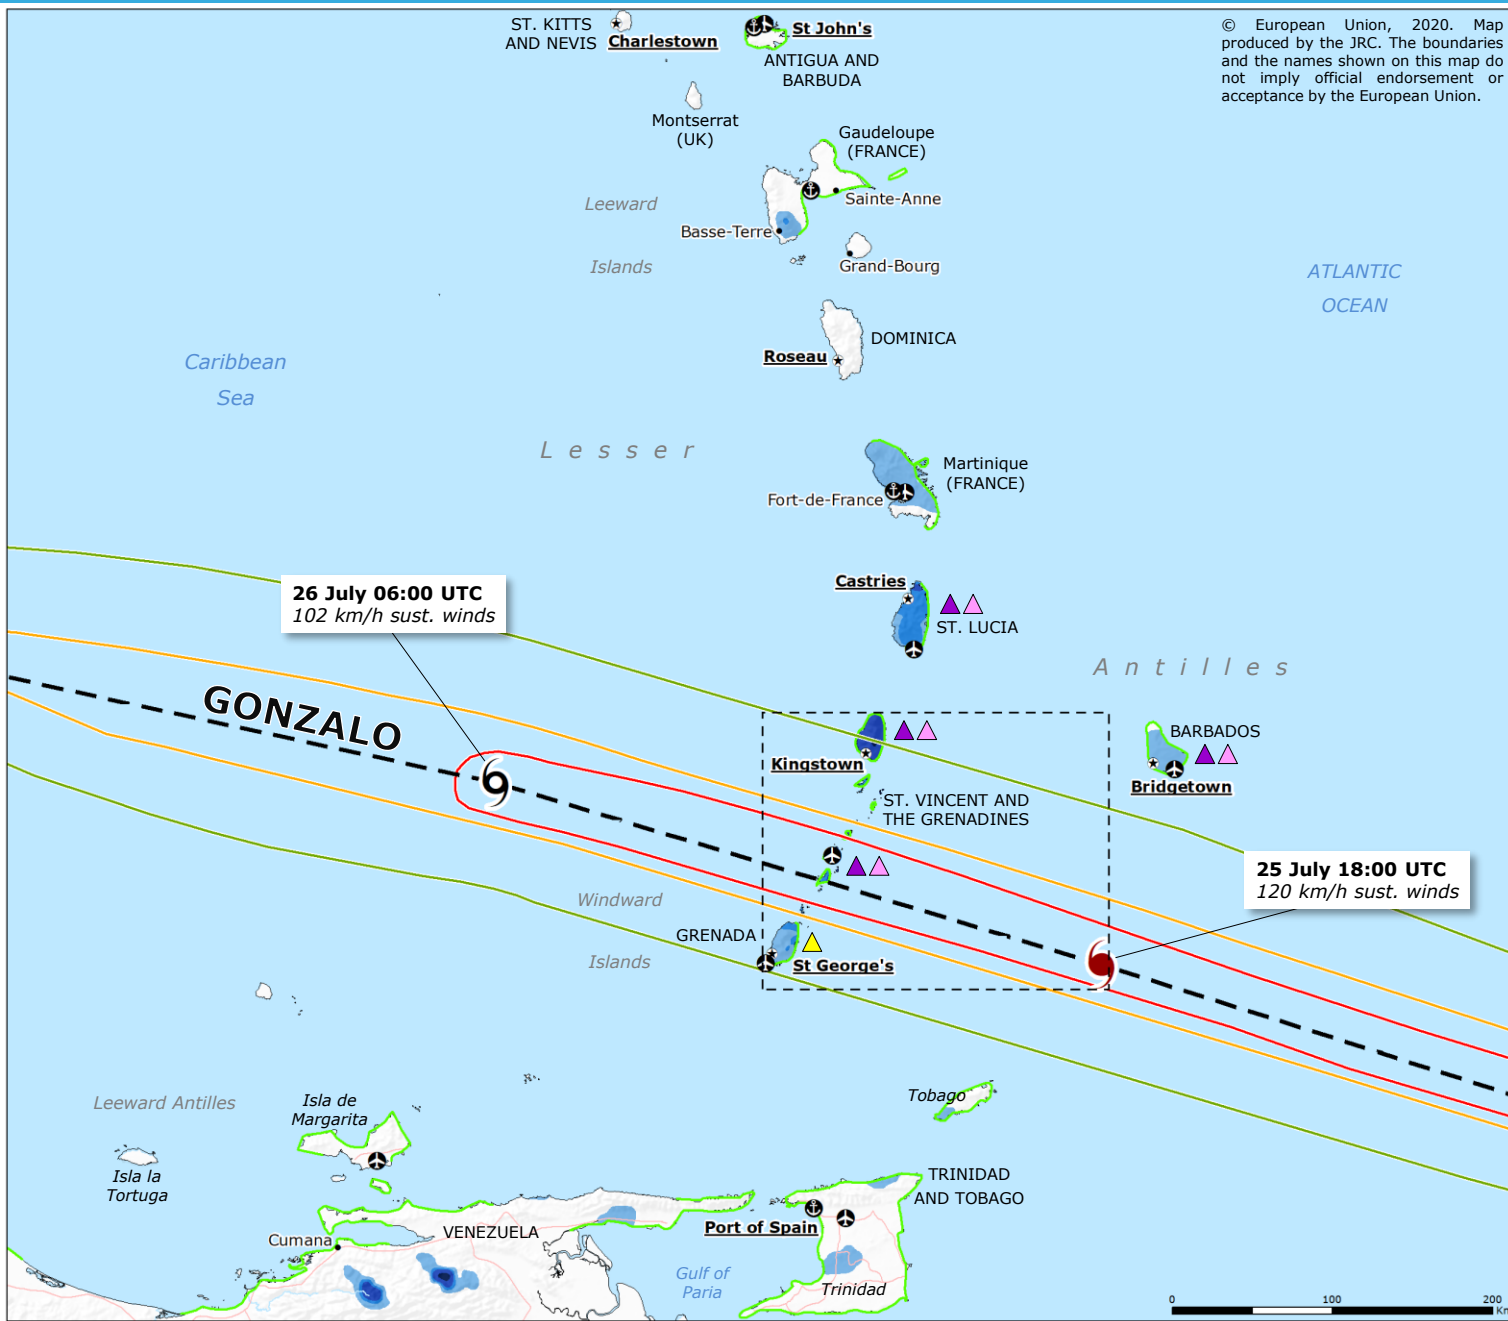 ST. KITTS
AND NEVIS
Charlestown
St John's
ANTIGUA AND
BARBUDA
© European Union, 2020. Map
produced by the JRC. The boundaries
and the names shown on this map do
not imply official endorsement or
acceptance by the European Union.
Montserrat
(UK)
Gaudeloupe
(FRANCE)
Leeward
Sainte-Anne
Basse-Terre
Islands
Grand-Bourg
ATLANTIC
OCEAN
DOMINICA
Roseau
Caribbean
Sea
Lesser
Martinique
(FRANCE)
Fort-de-France
Castries
26 July 06:00 UTC
102 km/h sust. winds
ST. LUCIA
Antilles
GONZALO
BARBADOS
Kingstown
Bridgetown
ST. VINCENT AND
THE GRENADINES
25 July 18:00 UTC
120 km/h sust. winds
Windward
GRENADA
Islands
St George's
Leeward Antilles
Isla de
Margarita
Tobago
Isla la
Tortuga
TRINIDAD
AND TOBAGO
Port of Spain
VENEZUELA
Cumana
Gulf of
Paria
Trinidad
0 100 200
Km